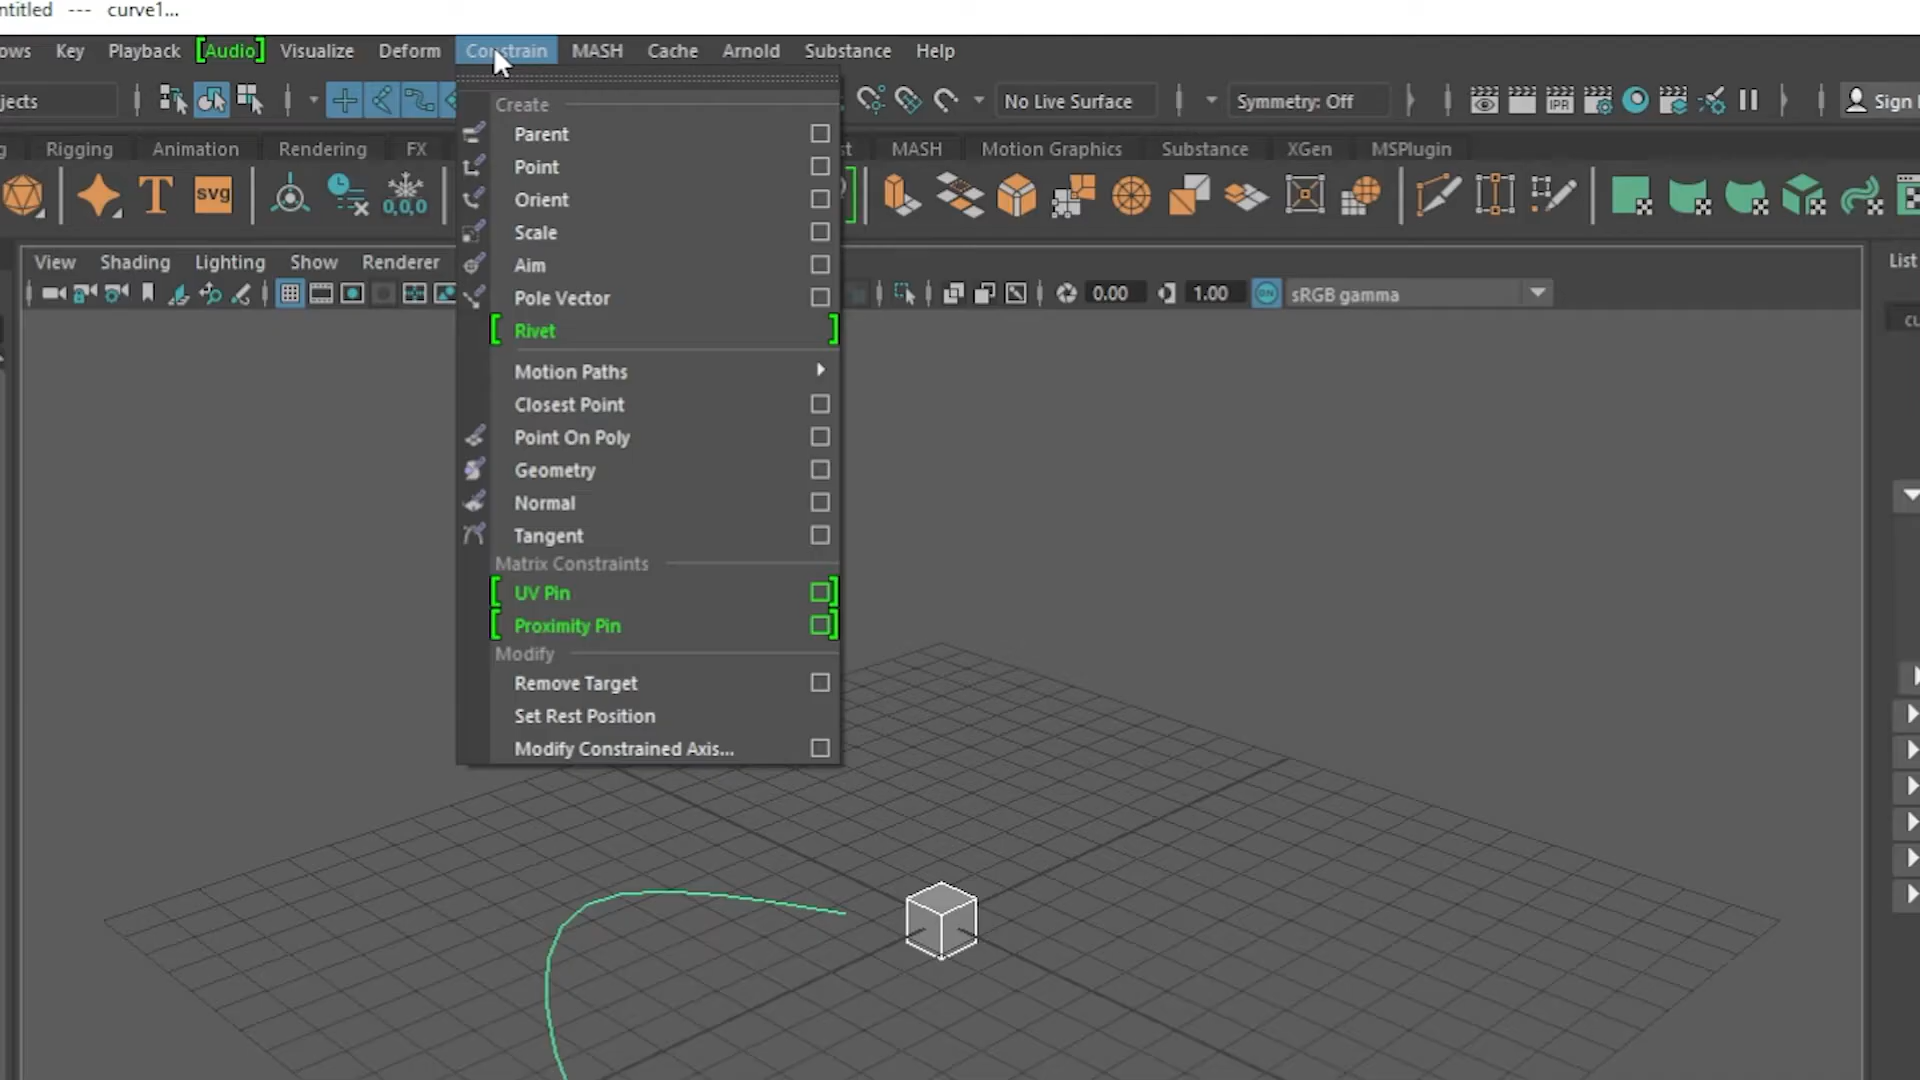 ntitled --- curve1...
ows Key Playback [Audio] Visualize Deform Constrain MASH Cache Arnold Substance Help
jects No Live Surface Symmetry: Off Sign
Create
Parent
Point
Orient
Scale
Aim
Pole Vector
[Rivet]
Motion Paths
Closest Point
Point On Poly
Geometry
Normal
Tangent
Matrix Constraints
[UV Pin]
[Proximity Pin]
Modify
Remove Target
Set Rest Position
Modify Constrained Axis...
g Rigging Animation Rendering FX st MASH Motion Graphics Substance XGen MSPlugin
IPR
T svg 0,0,0
View Shading Lighting Show Renderer
0.00 1.00 ON sRGB gamma
List
cu